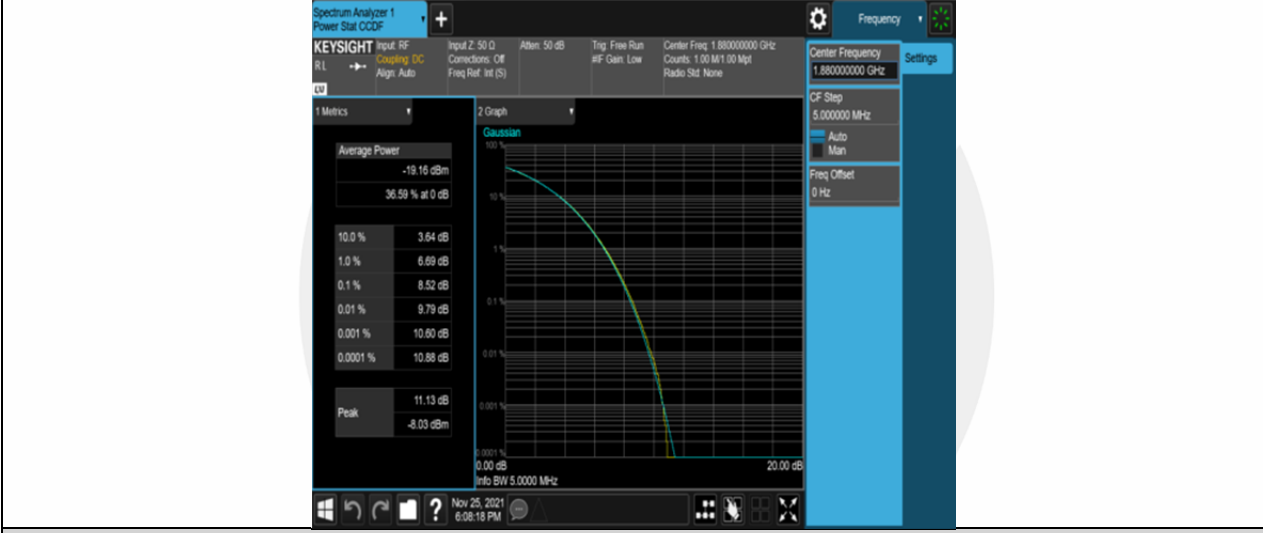 Spectrum Analyzer 1
Power Stat CCDF
+
Frequency
KEYSIGHT
RL
LXI
Input: RF
Coupling: DC
Align: Auto
Input Z: 50 Ω
Corrections: Off
Freq Ref: Int (S)
Atten: 50 dB
Trig: Free Run
#IF Gain: Low
Center Freq: 1.880000000 GHz
Counts: 1.00 M/1.00 Mpt
Radio Std: None
Center Frequency
1.880000000 GHz
Settings
CF Step
5.000000 MHz
Auto
Man
Freq Offset
0 Hz
1 Metrics
Average Power
-19.16 dBm
36.59 % at 0 dB
10.0 % 3.64 dB
1.0 % 6.69 dB
0.1 % 8.52 dB
0.01 % 9.79 dB
0.001 % 10.60 dB
0.0001 % 10.88 dB
Peak
11.13 dB
-8.03 dBm
2 Graph
Gaussian
100 %
10 %
1 %
0.1 %
0.01 %
0.001 %
0.0001 %
0.00 dB 20.00 dB
Info BW 5.0000 MHz
?
Nov 25, 2021
6:08:18 PM